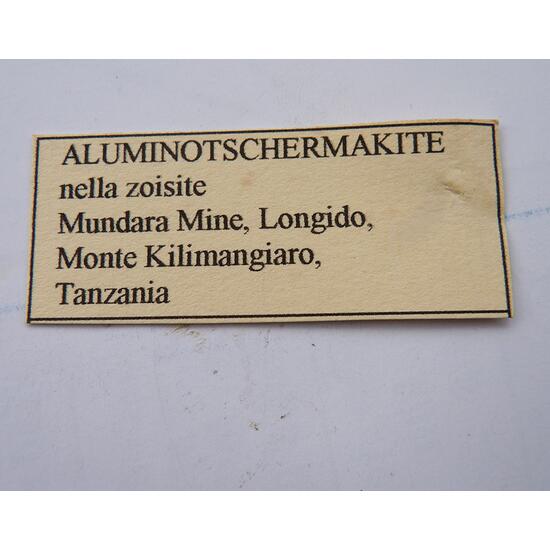 ALUMINOTSCHERMAKITE
nella zoisite
Mundara Mine, Longido,
Monte Kilimangiaro,
Tanzania